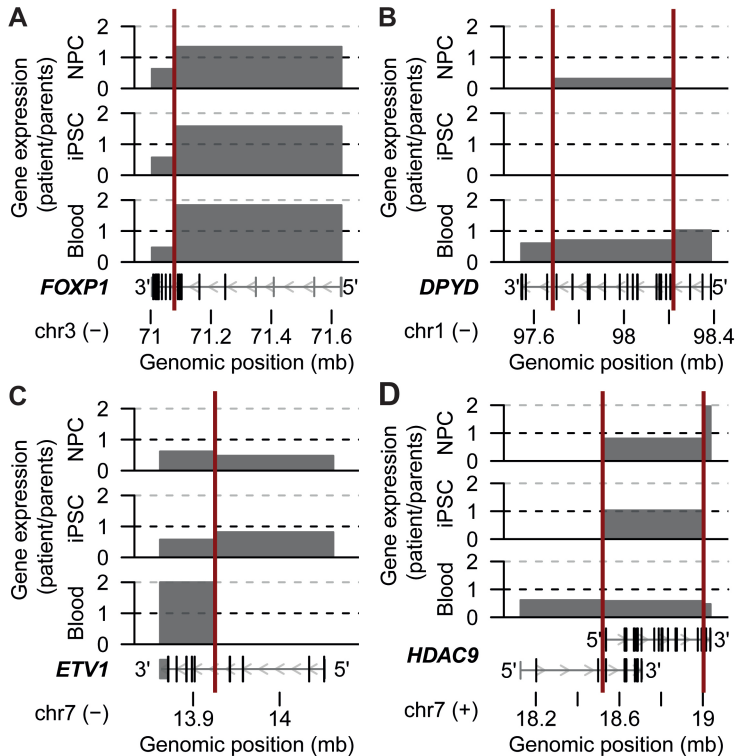 A
Gene expression
(patient/parents)
NPC
2
1
0
iPSC
2
1
0
Blood
2
1
0
FOXP1
3'
5'
chr3 (−)
71
71.2
71.4
71.6
Genomic position (mb)
B
Gene expression
(patient/parents)
NPC
2
1
0
iPSC
2
1
0
Blood
2
1
0
DPYD
3'
5'
chr1 (−)
97.6
98
98.4
Genomic position (mb)
C
Gene expression
(patient/parents)
NPC
2
1
0
iPSC
2
1
0
Blood
2
1
0
ETV1
3'
5'
chr7 (−)
13.9
14
Genomic position (mb)
D
Gene expression
(patient/parents)
NPC
2
1
0
iPSC
2
1
0
Blood
2
1
0
HDAC9
5'
3'
5'
3'
chr7 (+)
18.2
18.6
19
Genomic position (mb)